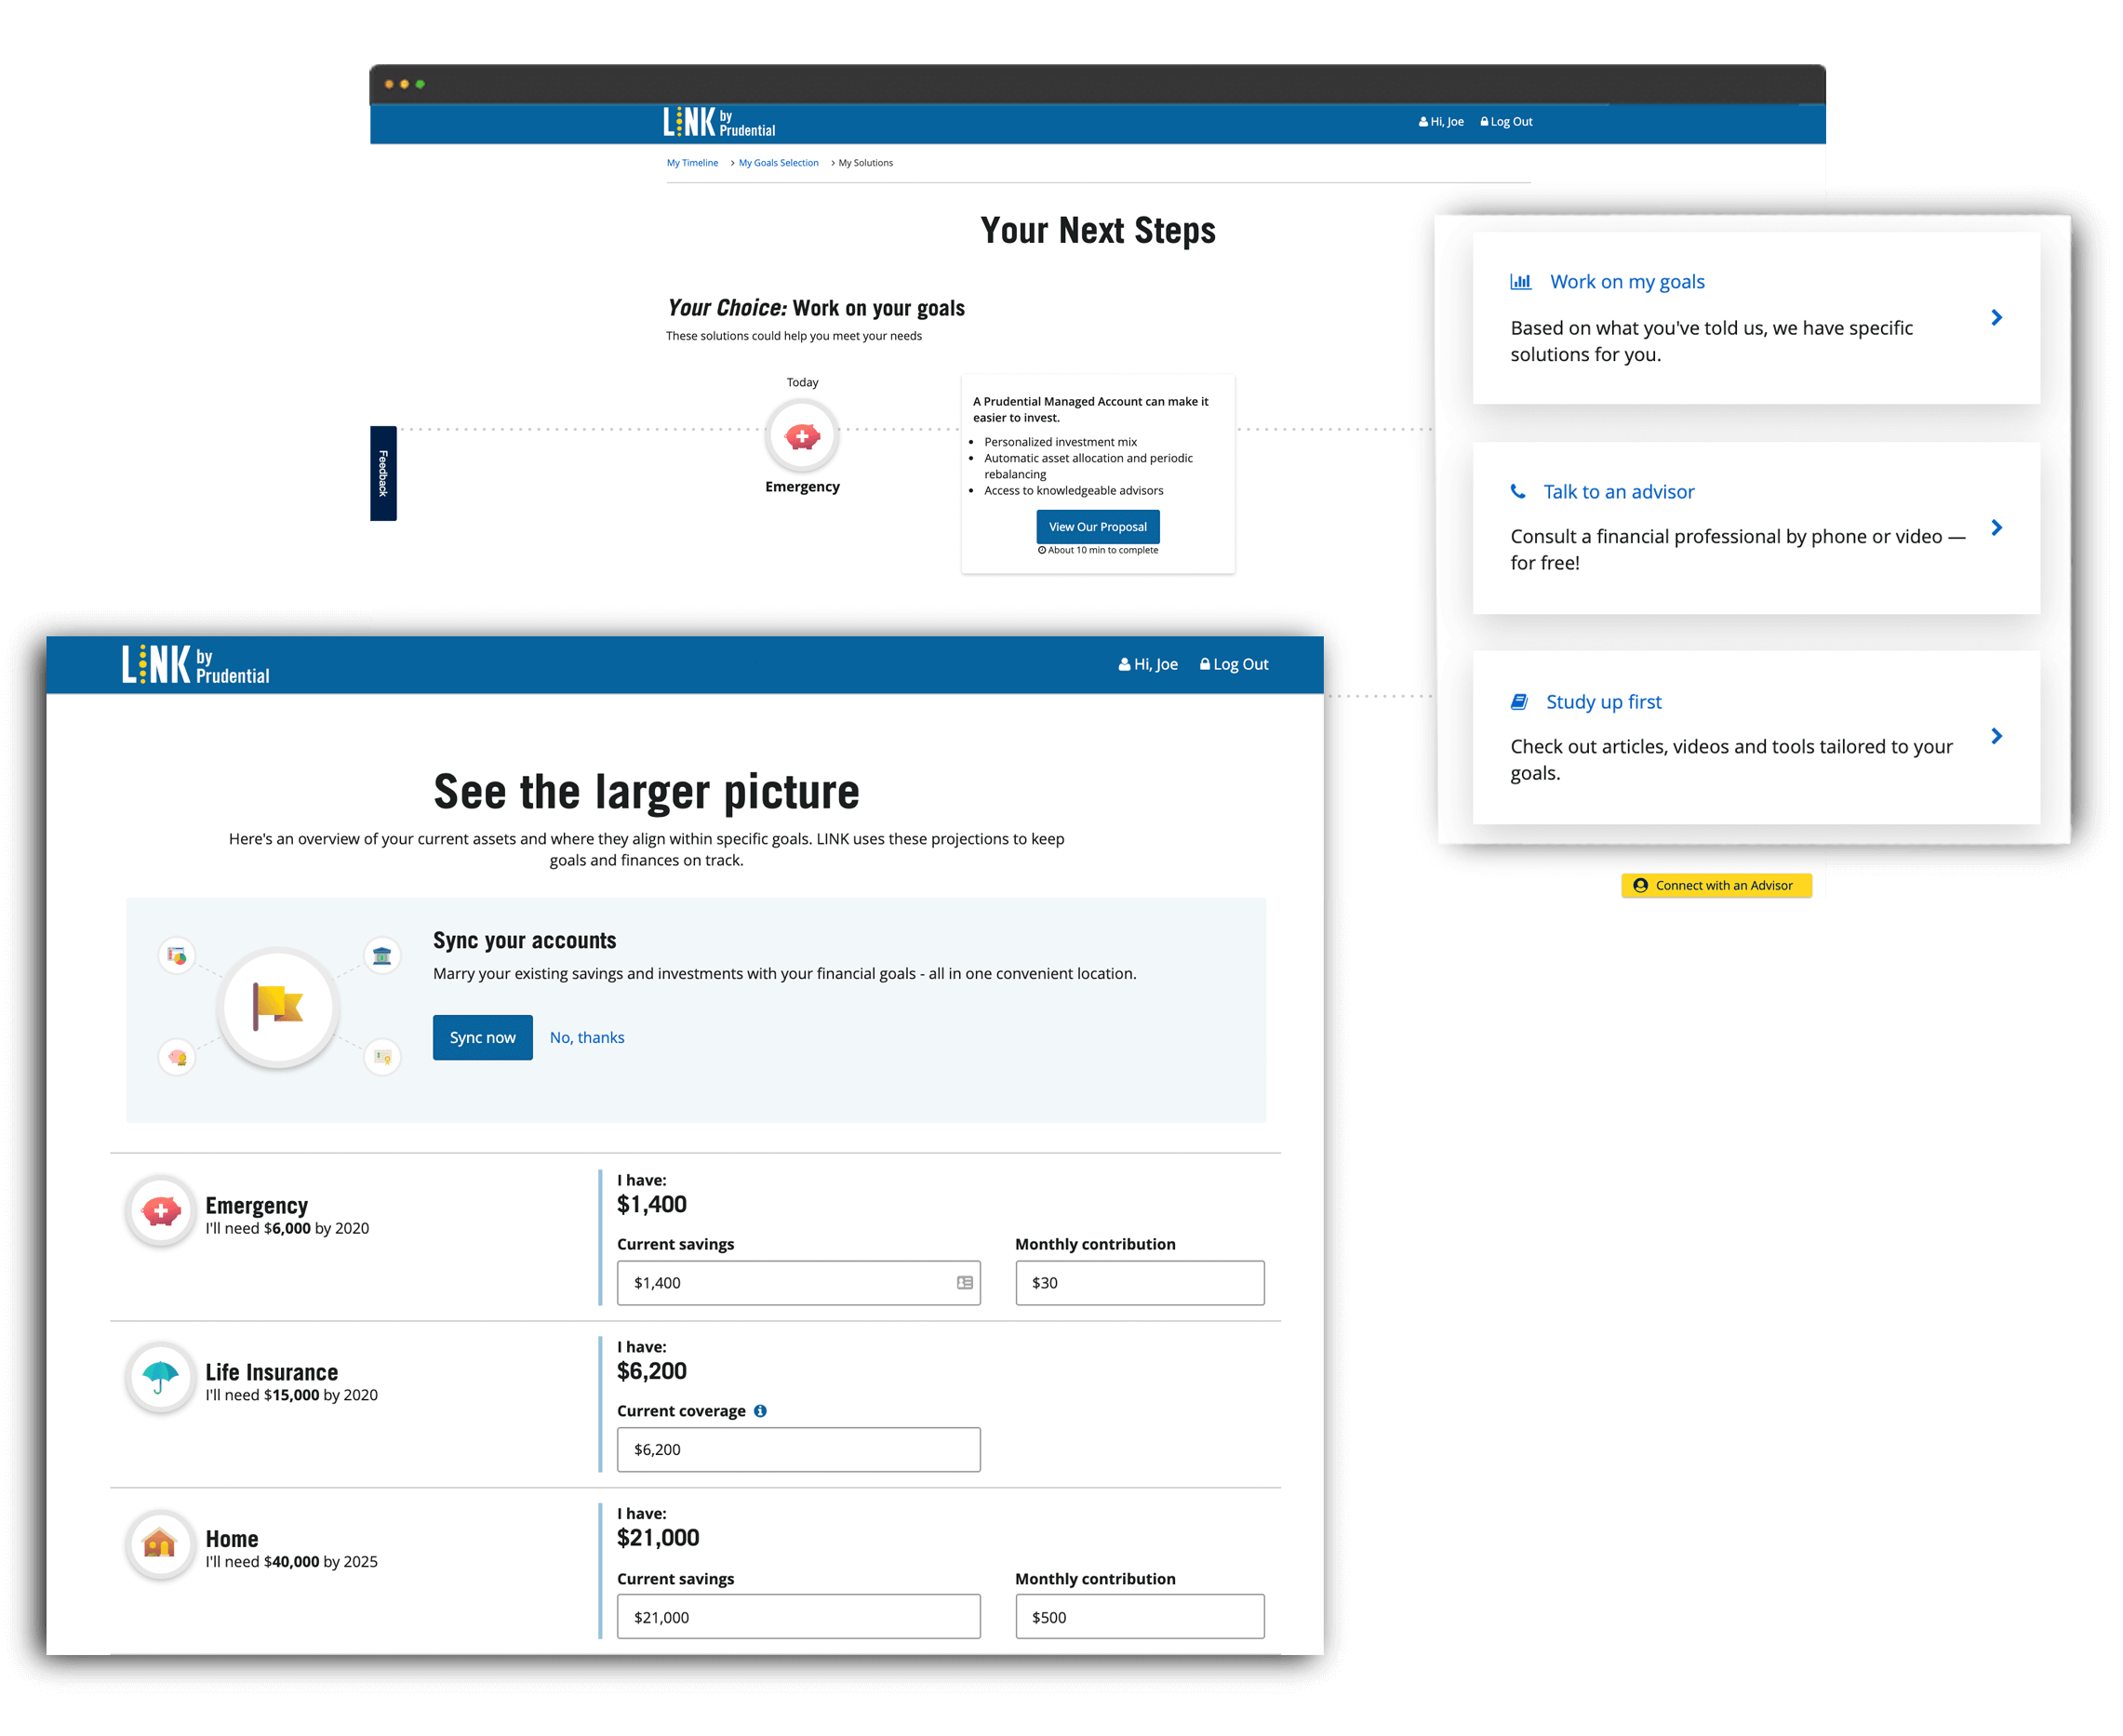 LINK by Prudential
Hi, Joe
Log Out
My Timeline > My Goals Selection > My Solutions
Your Next Steps
Your Choice: Work on your goals
These solutions could help you meet your needs
Today
Emergency
A Prudential Managed Account can make it
easier to invest.
• Personalized investment mix
• Automatic asset allocation and periodic
rebalancing
• Access to knowledgeable advisors
View Our Proposal
About 10 min to complete
Feedback
Work on my goals
Based on what you've told us, we have specific
solutions for you.
Talk to an advisor
Consult a financial professional by phone or video —
for free!
Study up first
Check out articles, videos and tools tailored to your
goals.
Connect with an Advisor
LINK by Prudential
Hi, Joe
Log Out
See the larger picture
Here's an overview of your current assets and where they align within specific goals. LINK uses these projections to keep
goals and finances on track.
Sync your accounts
Marry your existing savings and investments with your financial goals - all in one convenient location.
Sync now
No, thanks
Emergency
I'll need $6,000 by 2020
I have:
$1,400
Current savings
$1,400
Monthly contribution
$30
Life Insurance
I'll need $15,000 by 2020
I have:
$6,200
Current coverage
$6,200
Home
I'll need $40,000 by 2025
I have:
$21,000
Current savings
$21,000
Monthly contribution
$500